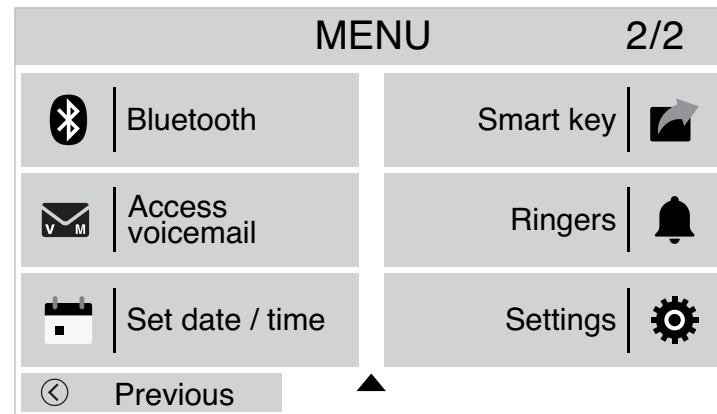 MENU 2/2
Bluetooth
Smart key
Access
voicemail
V M
Ringers
Set date / time
Settings
Previous